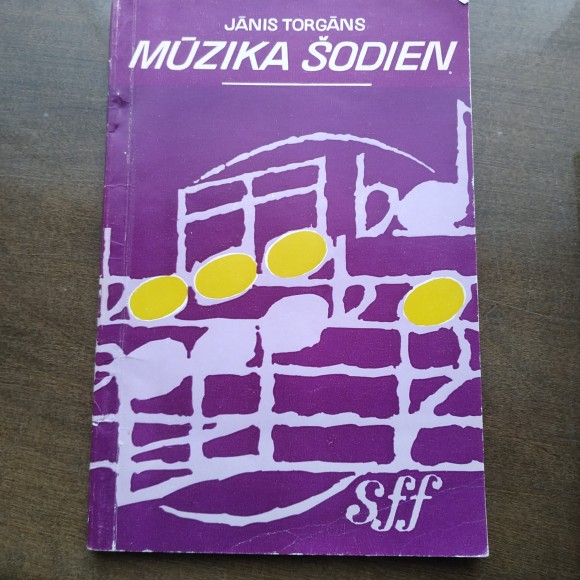 JĀNIS TORGĀNS
MŪZIKA ŠODIEN
sff